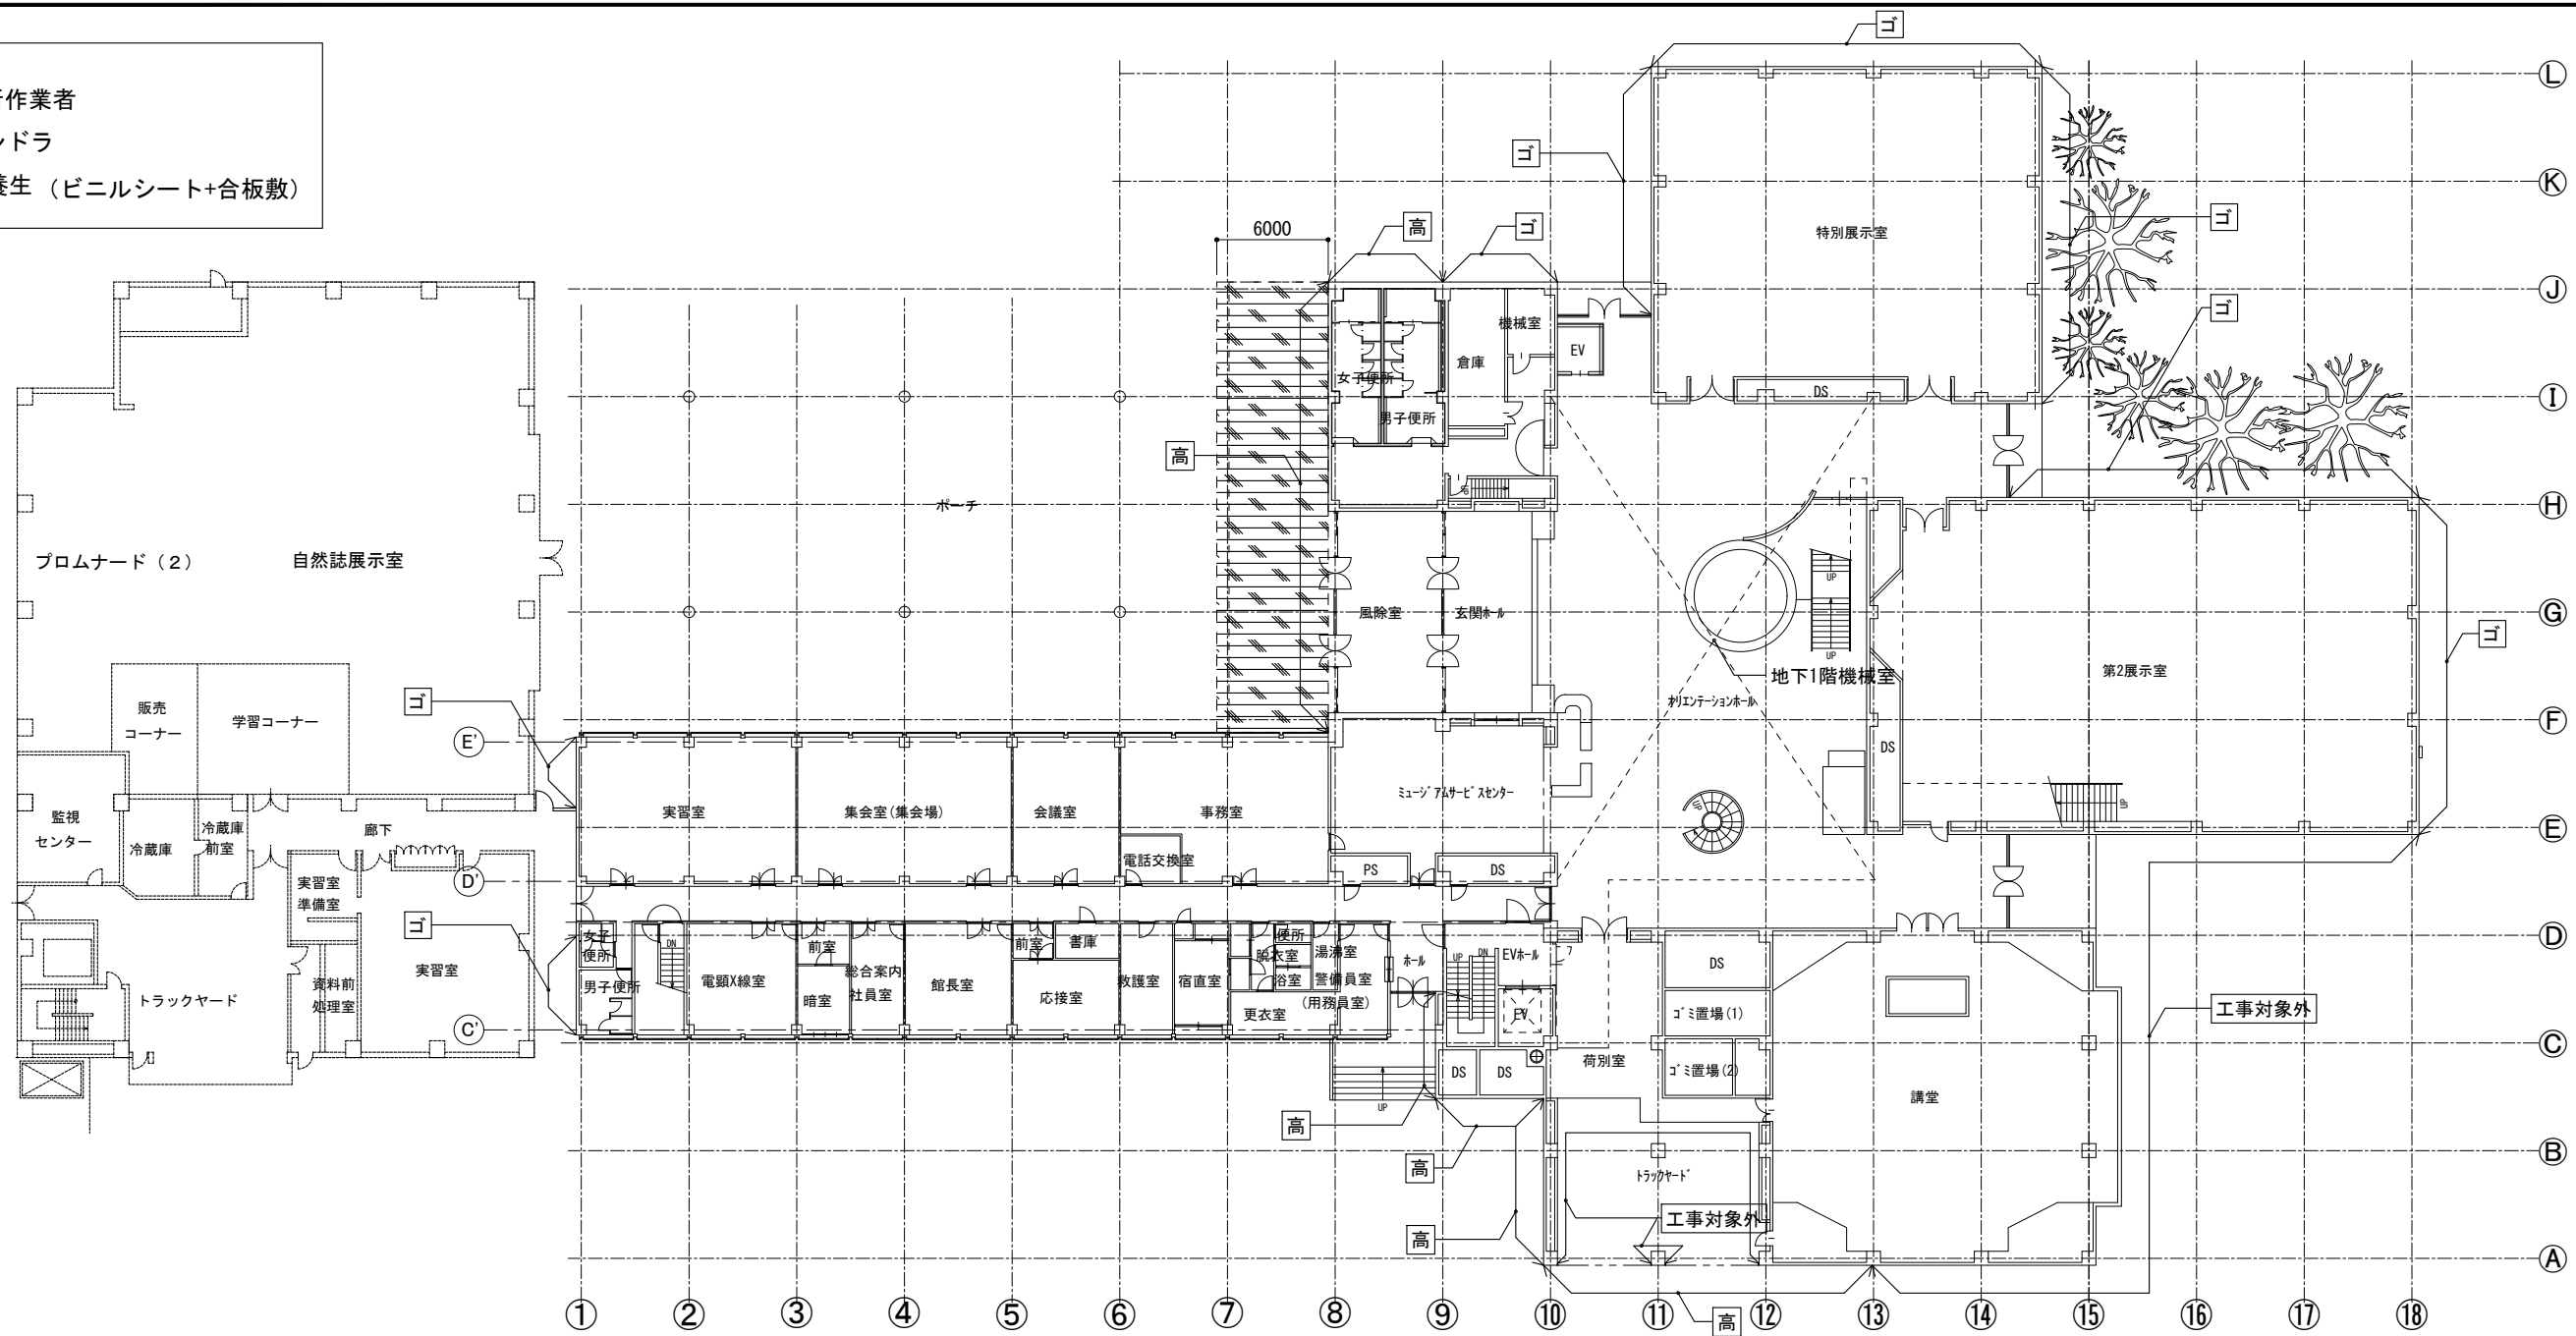 作業者
ンドラ
養生 (ビニルシート+合板敷)
ゴ
L
ゴ
K
高
ゴ
ゴ
6000
特別展示室
J
ゴ
機械室
EV
倉庫
女子便所
DS
I
男子便所
高
ポーチ
H
プロムナード (2)
自然誌展示室
UP
風除室
玄関ホール
G
ゴ
UP
地下1階機械室
第2展示室
ゴ
オリエンテーションホール
販売
コーナー
学習コーナー
F
E'
DS
ミュージアムサービスセンター
実習室
集会室(集会場)
会議室
事務室
UP
UP
監視
センター
廊下
冷蔵庫
前室
冷蔵庫
E
電話交換室
PS
DS
D'
実習室
準備室
ゴ
女子
便所
DN
前室
前室
書庫
便所
脱衣室
湯沸室
ホール
UP
DN
EVホール
D
DS
実習室
資料前
処理室
男子便所
電顕X線室
暗室
総合案内
社員室
館長室
応接室
救護室
宿直室
浴室
警備員室
(用務員室)
更衣室
EV
トラックヤード
ゴミ置場(1)
工事対象外
C'
C
荷別室
ゴミ置場(2)
DS
DS
講堂
UP
高
高
B
トラックヤード
工事対象外
高
A
高
1
2
3
4
5
6
7
8
9
10
11
12
13
14
15
16
17
18